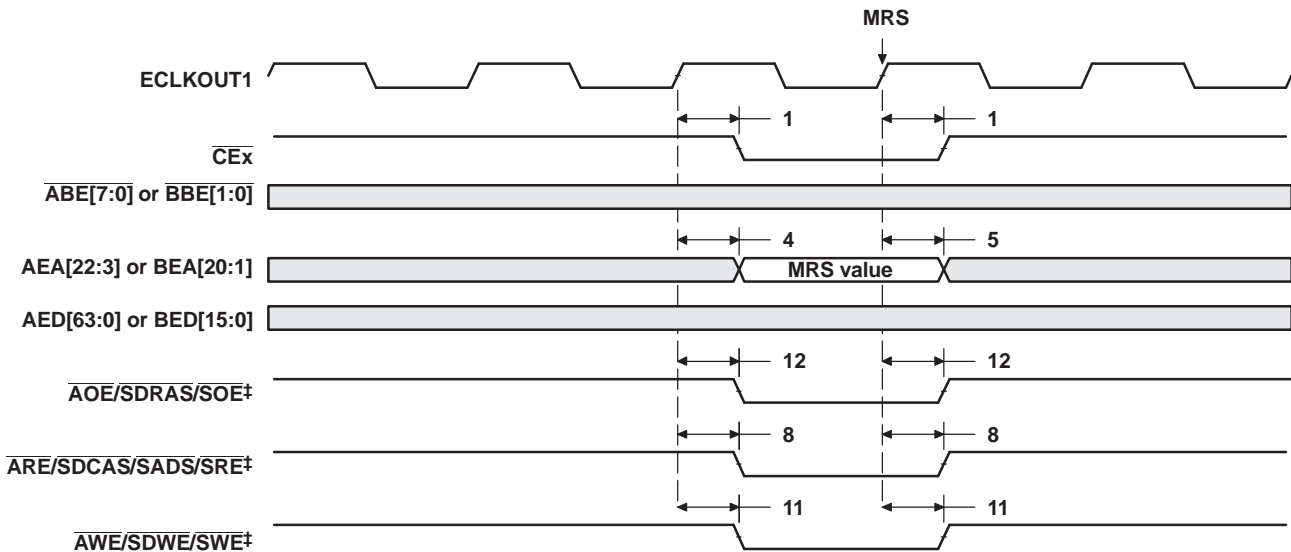 MRS
ECLKOUT1
1 1
CEx
ABE[7:0] or BBE[1:0]
4 5
AEA[22:3] or BEA[20:1] MRS value
AED[63:0] or BED[15:0]
12 12
AOE/SDRAS/SOE‡
8 8
ARE/SDCAS/SADS/SRE‡
11 11
AWE/SDWE/SWE‡